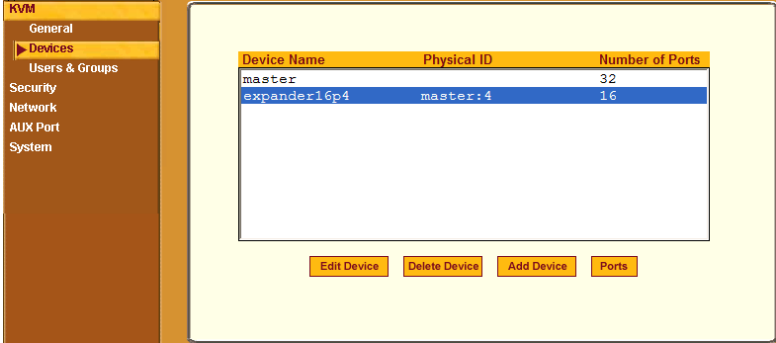 KVM
General
Devices
Users & Groups
Security
Network
AUX Port
System
Device Name Physical ID Number of Ports
master 32
expander16p4 master:4 16
Edit Device Delete Device Add Device Ports